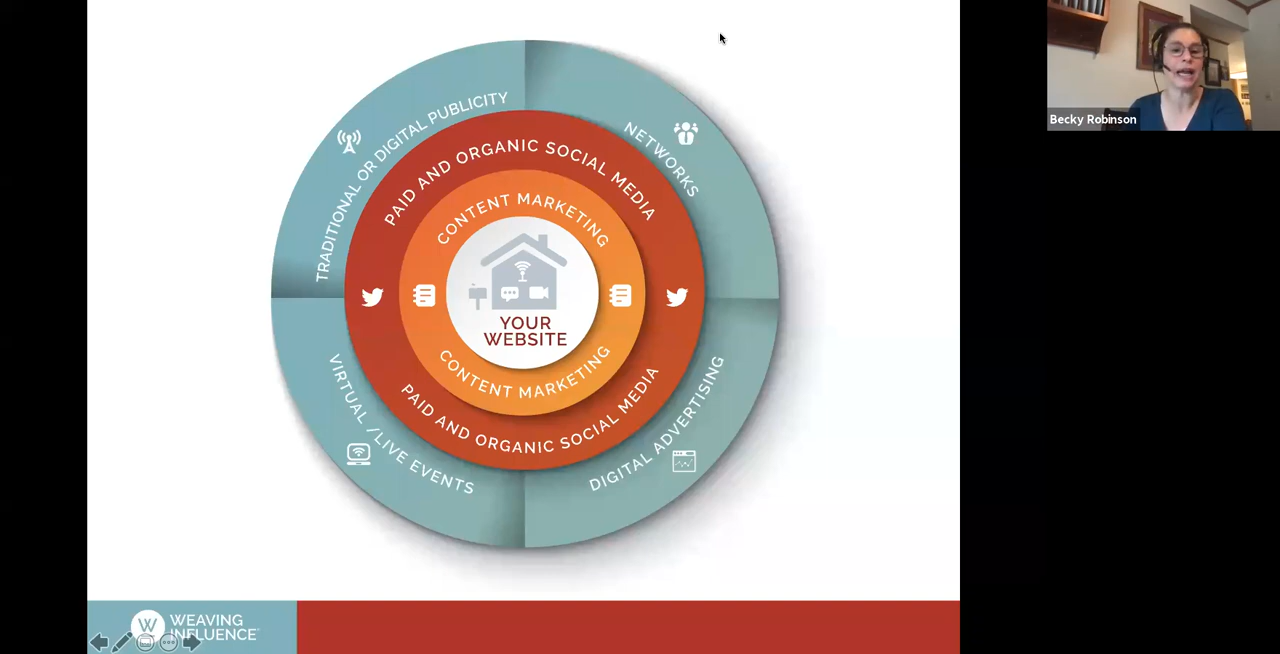 TRADITIONAL OR DIGITAL PUBLICITY
NETWORKS
PAID AND ORGANIC SOCIAL MEDIA
CONTENT MARKETING
YOUR
WEBSITE
CONTENT MARKETING
PAID AND ORGANIC SOCIAL MEDIA
VIRTUAL / LIVE EVENTS
DIGITAL ADVERTISING
W
WEAVING
INFLUENCE
Becky Robinson